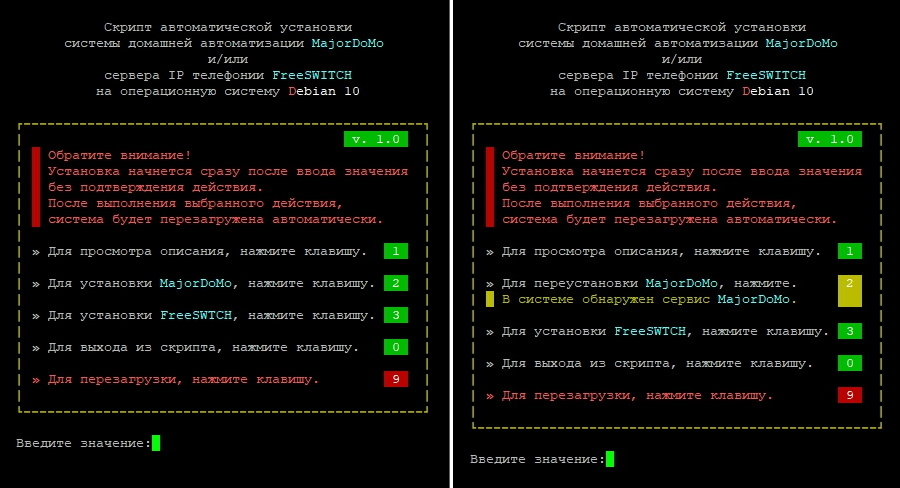 Скрипт автоматической установки
системы домашней автоматизации MajorDoMo
и/или
сервера IP телефонии FreeSWITCH
на операционную систему Debian 10
v. 1.0
Обратите внимание!
Установка начнется сразу после ввода значения
без подтверждения действия.
После выполнения выбранного действия,
система будет перезагружена автоматически.
» Для просмотра описания, нажмите клавишу. 1
» Для установки MajorDoMo, нажмите клавишу. 2
» Для установки FreeSWTCH, нажмите клавишу. 3
» Для выхода из скрипта, нажмите клавишу. 0
» Для перезагрузки, нажмите клавишу. 9
Введите значение:
Скрипт автоматической установки
системы домашней автоматизации MajorDoMo
и/или
сервера IP телефонии FreeSWITCH
на операционную систему Debian 10
v. 1.0
Обратите внимание!
Установка начнется сразу после ввода значения
без подтверждения действия.
После выполнения выбранного действия,
система будет перезагружена автоматически.
» Для просмотра описания, нажмите клавишу. 1
» Для переустановки MajorDoMo, нажмите. 2
В системе обнаружен сервис MajorDoMo.
» Для установки FreeSWTCH, нажмите клавишу. 3
» Для выхода из скрипта, нажмите клавишу. 0
» Для перезагрузки, нажмите клавишу. 9
Введите значение: